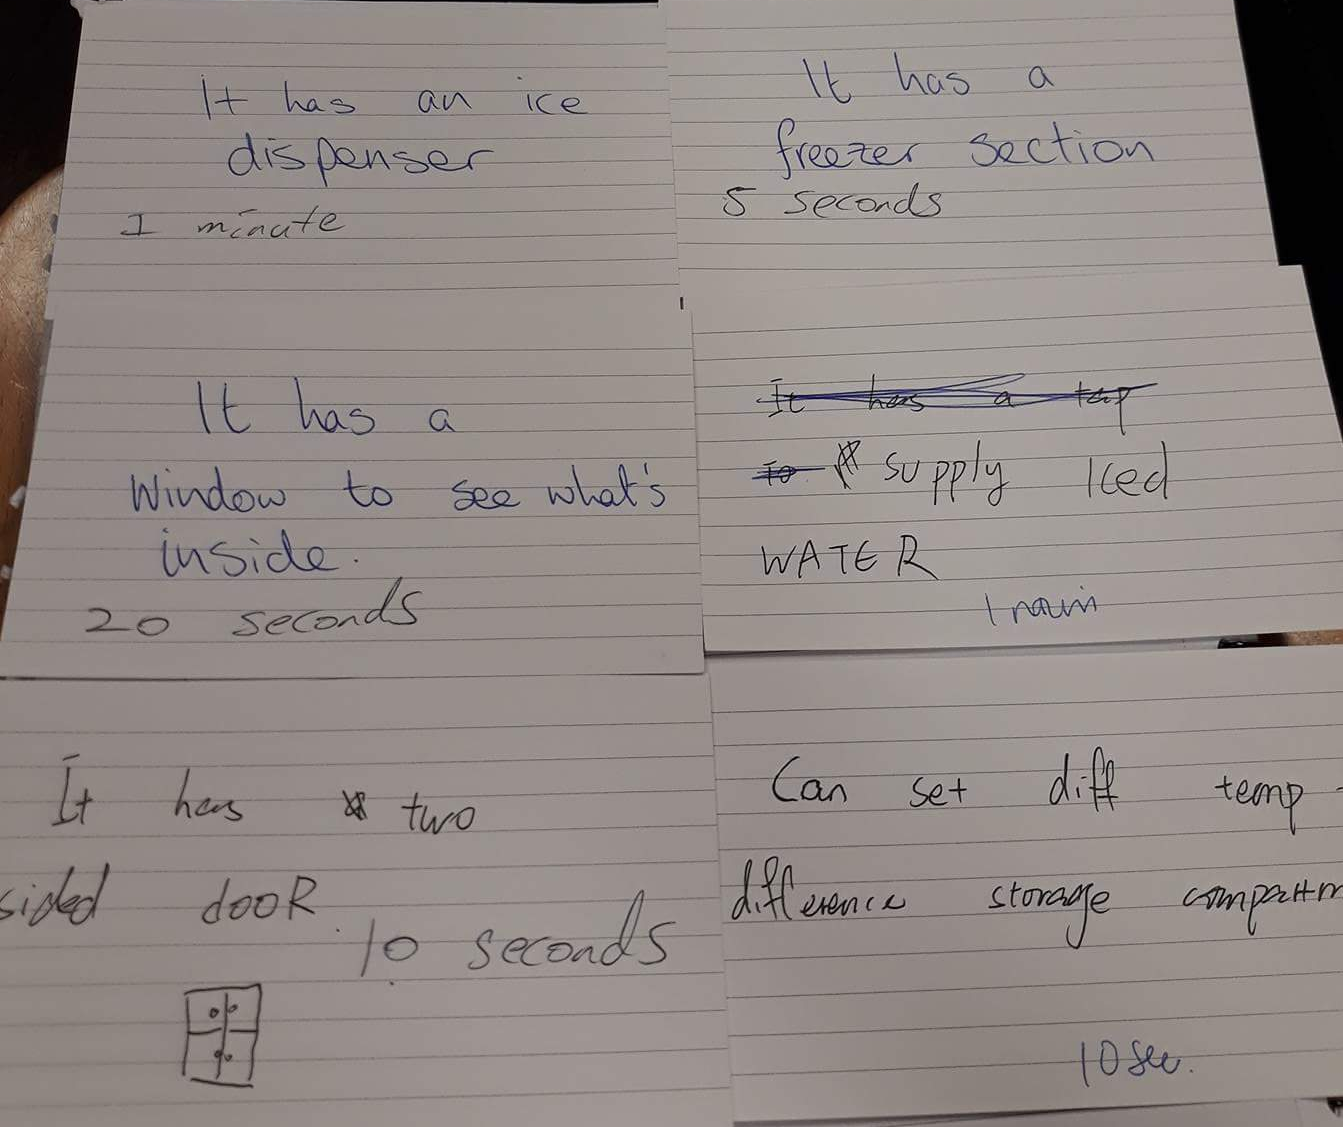 It has an ice
dispenser
1 minute
It has a
freezer section
5 seconds
It has a
Window to see what's
inside.
20 seconds
It has a tap
to supply Iced
WATER
1 min
It has two
sided dooR
10 seconds
Can set diff temp
difference storage compartm
10 sec.